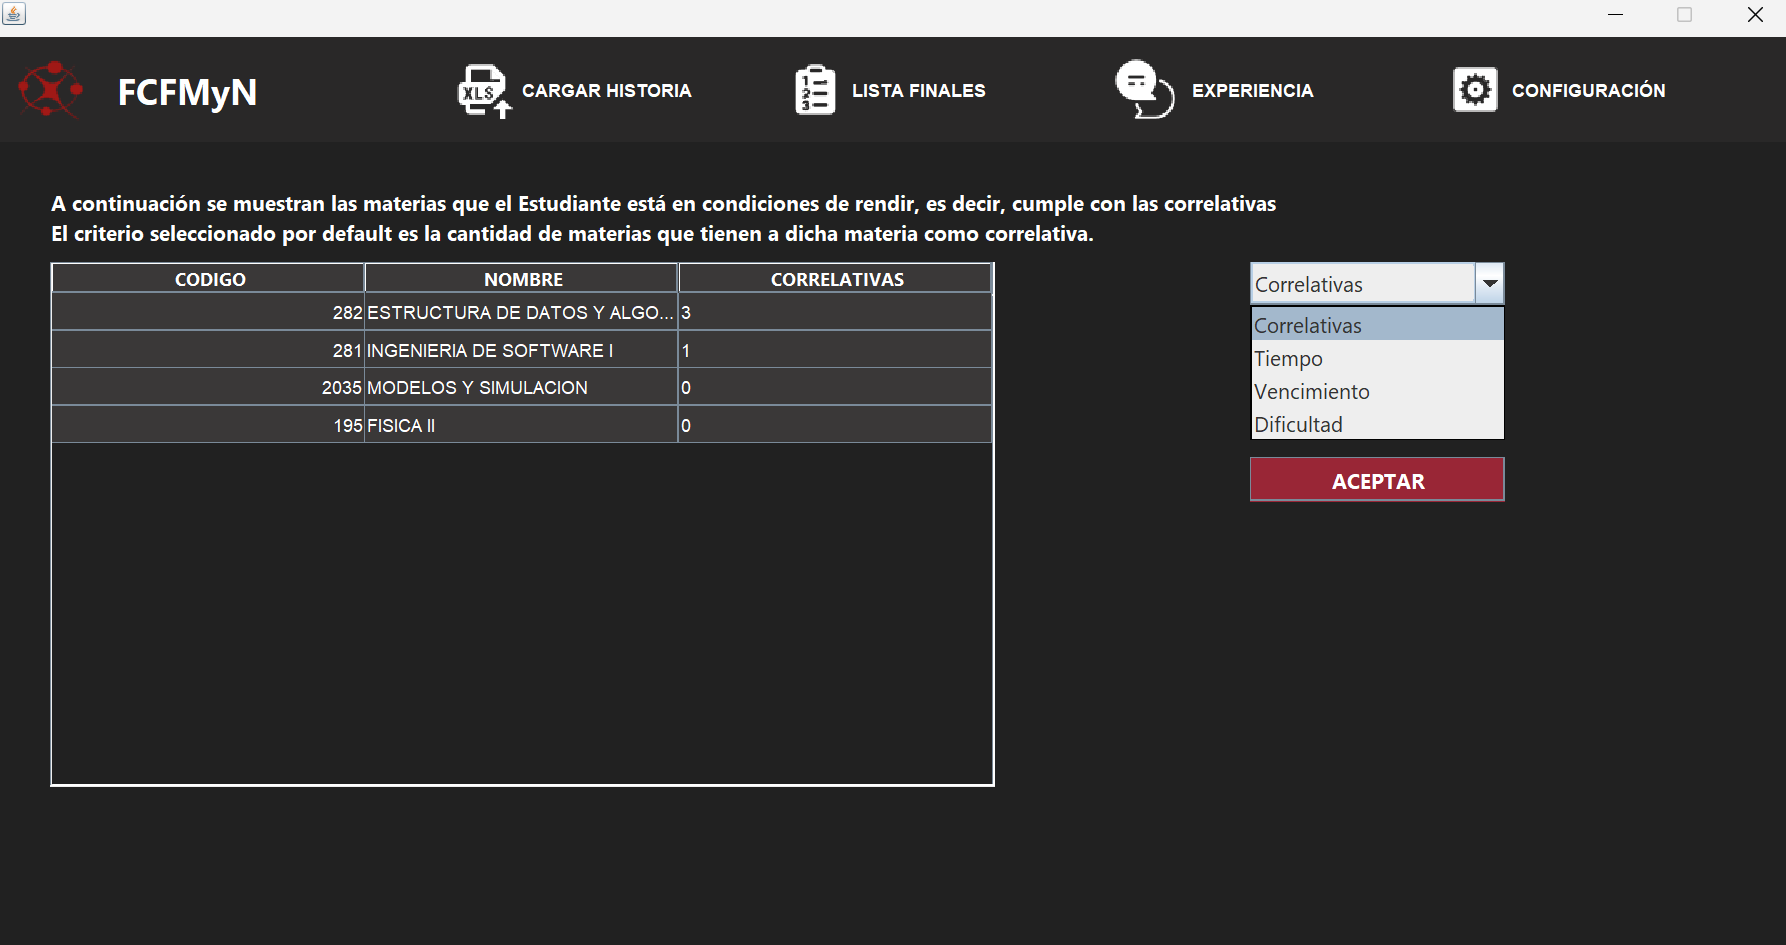 FCFMyN
XLS
CARGAR HISTORIA
1
2
3
LISTA FINALES
EXPERIENCIA
CONFIGURACIÓN
A continuación se muestran las materias que el Estudiante está en condiciones de rendir, es decir, cumple con las correlativas
El criterio seleccionado por default es la cantidad de materias que tienen a dicha materia como correlativa.
CODIGO NOMBRE CORRELATIVAS
282 ESTRUCTURA DE DATOS Y ALGO... 3
281 INGENIERIA DE SOFTWARE I 1
2035 MODELOS Y SIMULACION 0
195 FISICA II 0
Correlativas
Correlativas
Tiempo
Vencimiento
Dificultad
ACEPTAR